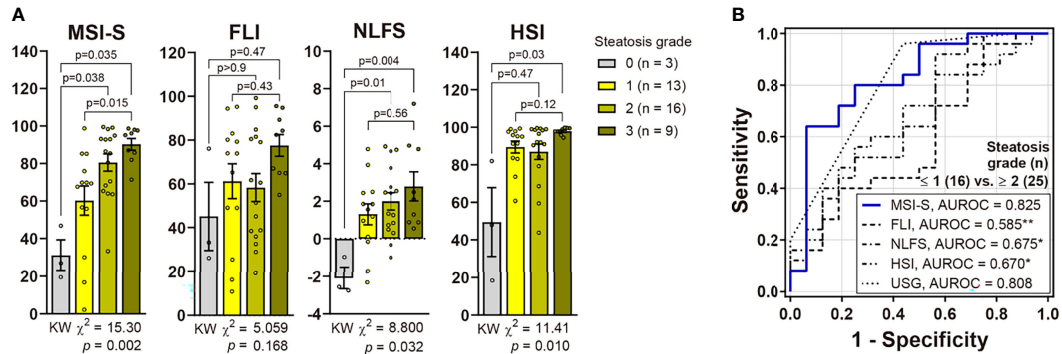 A
MSI-S
FLI
NLFS
HSI
Steatosis grade
0 (n = 3)
1 (n = 13)
2 (n = 16)
3 (n = 9)
140
120
100
80
60
40
20
0
p=0.035
p=0.038
p=0.015
KW χ² = 15.30
p = 0.002
120
100
80
60
40
20
0
p=0.47
p>0.9
p=0.43
KW χ² = 5.059
p = 0.168
10
8
6
4
2
0
-2
-4
p=0.004
p=0.01
p=0.56
KW χ² = 8.800
p = 0.032
140
120
100
80
60
40
20
0
p=0.03
p=0.47
p=0.12
KW χ² = 11.41
p = 0.010
B
Sensitivity
1.0
0.8
0.6
0.4
0.2
0.0
Steatosis
grade (n)
≤ 1 (16) vs. ≥ 2 (25)
MSI-S, AUROC = 0.825
FLI, AUROC = 0.585**
NLFS, AUROC = 0.675*
HSI, AUROC = 0.670*
USG, AUROC = 0.808
0.0 0.2 0.4 0.6 0.8 1.0
1 - Specificity